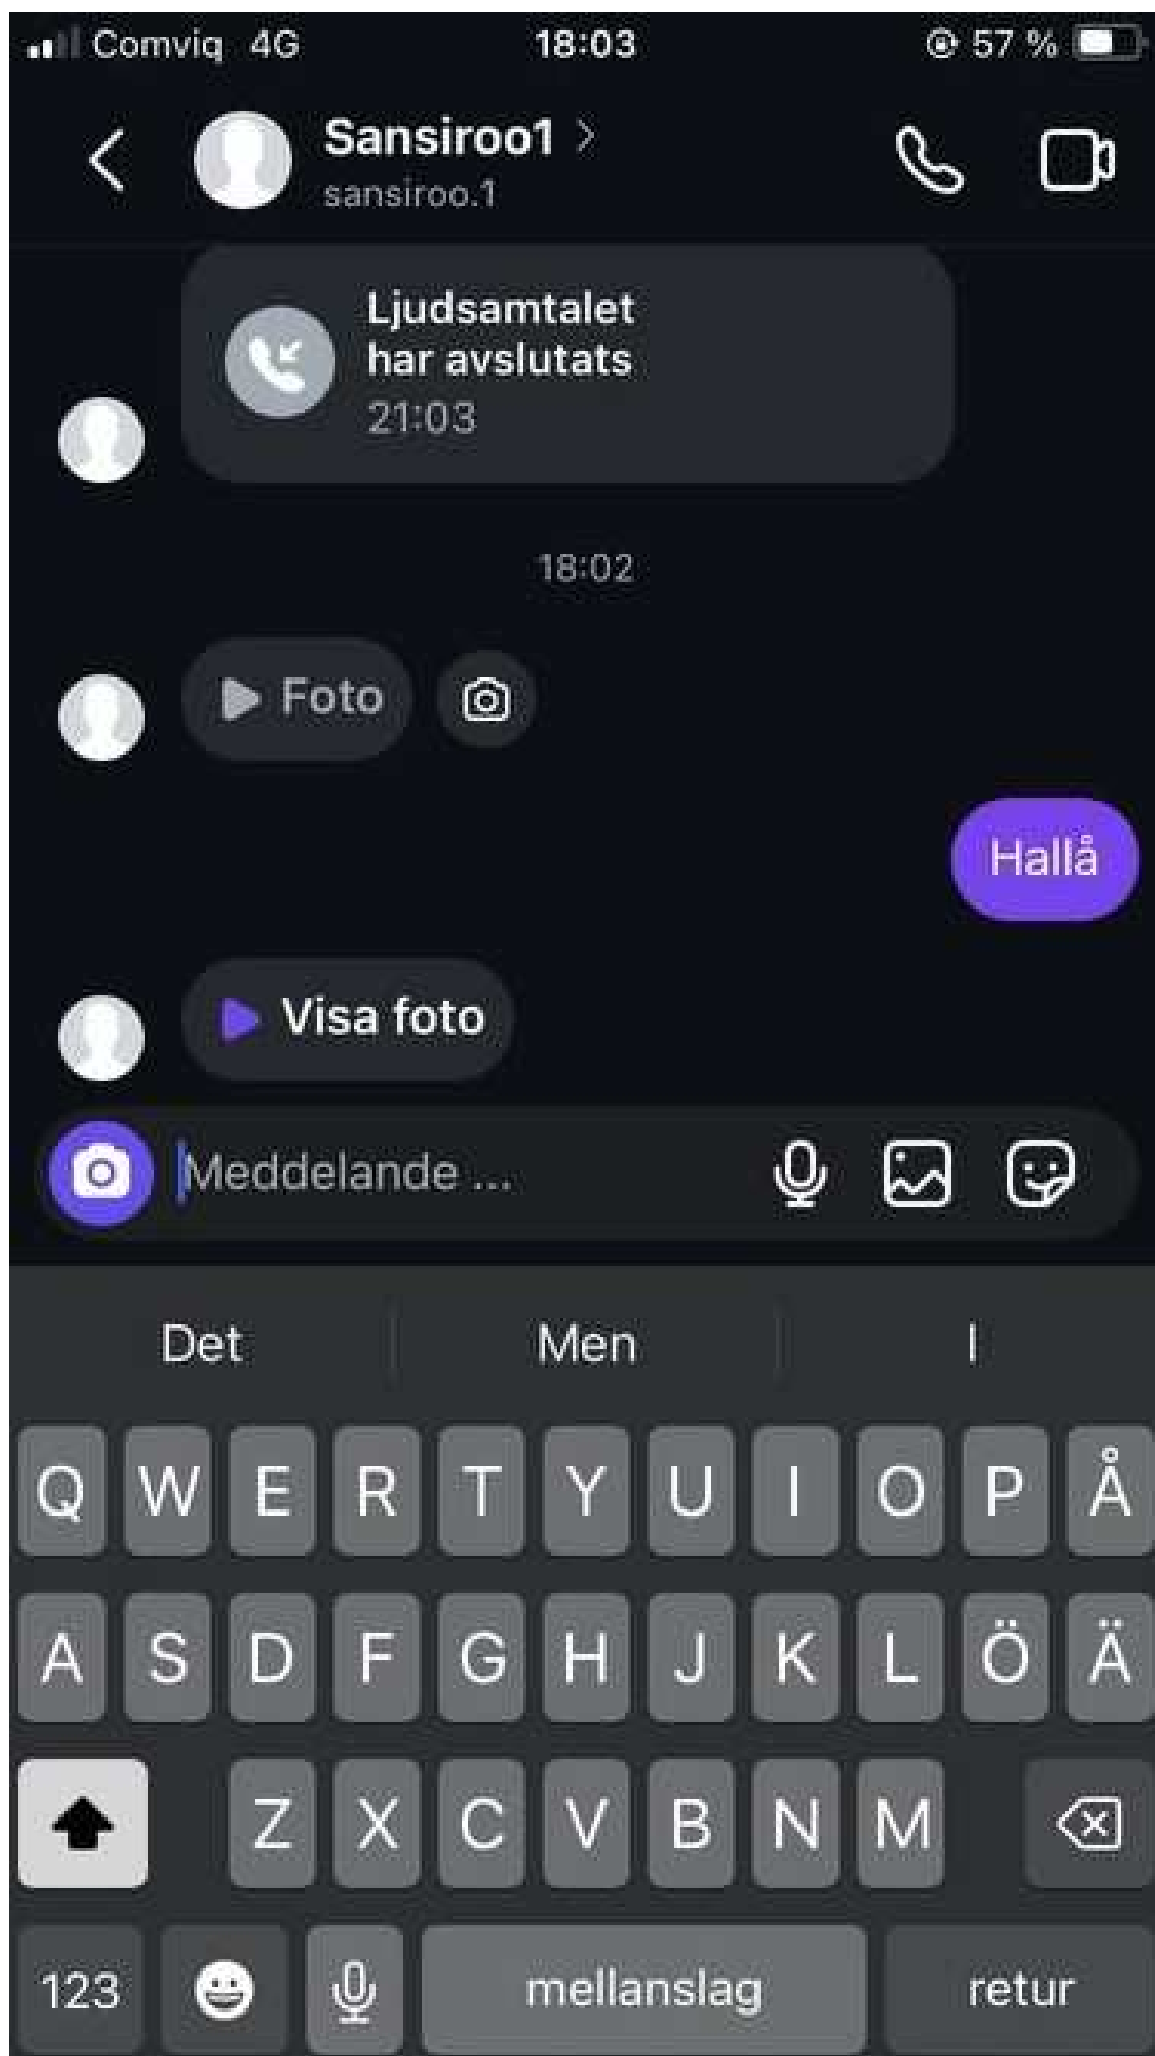 Comviq 4G 18:03 57 %
Sansiroo1
sansiroo.1
Ljudsamtalet
har avslutats
21:03
18:02
Foto
Hallå
Visa foto
Meddelande ...
Det Men I
Q W E R T Y U I O P Å
A S D F G H J K L Ö Ä
Z X C V B N M
123 mellanslag retur